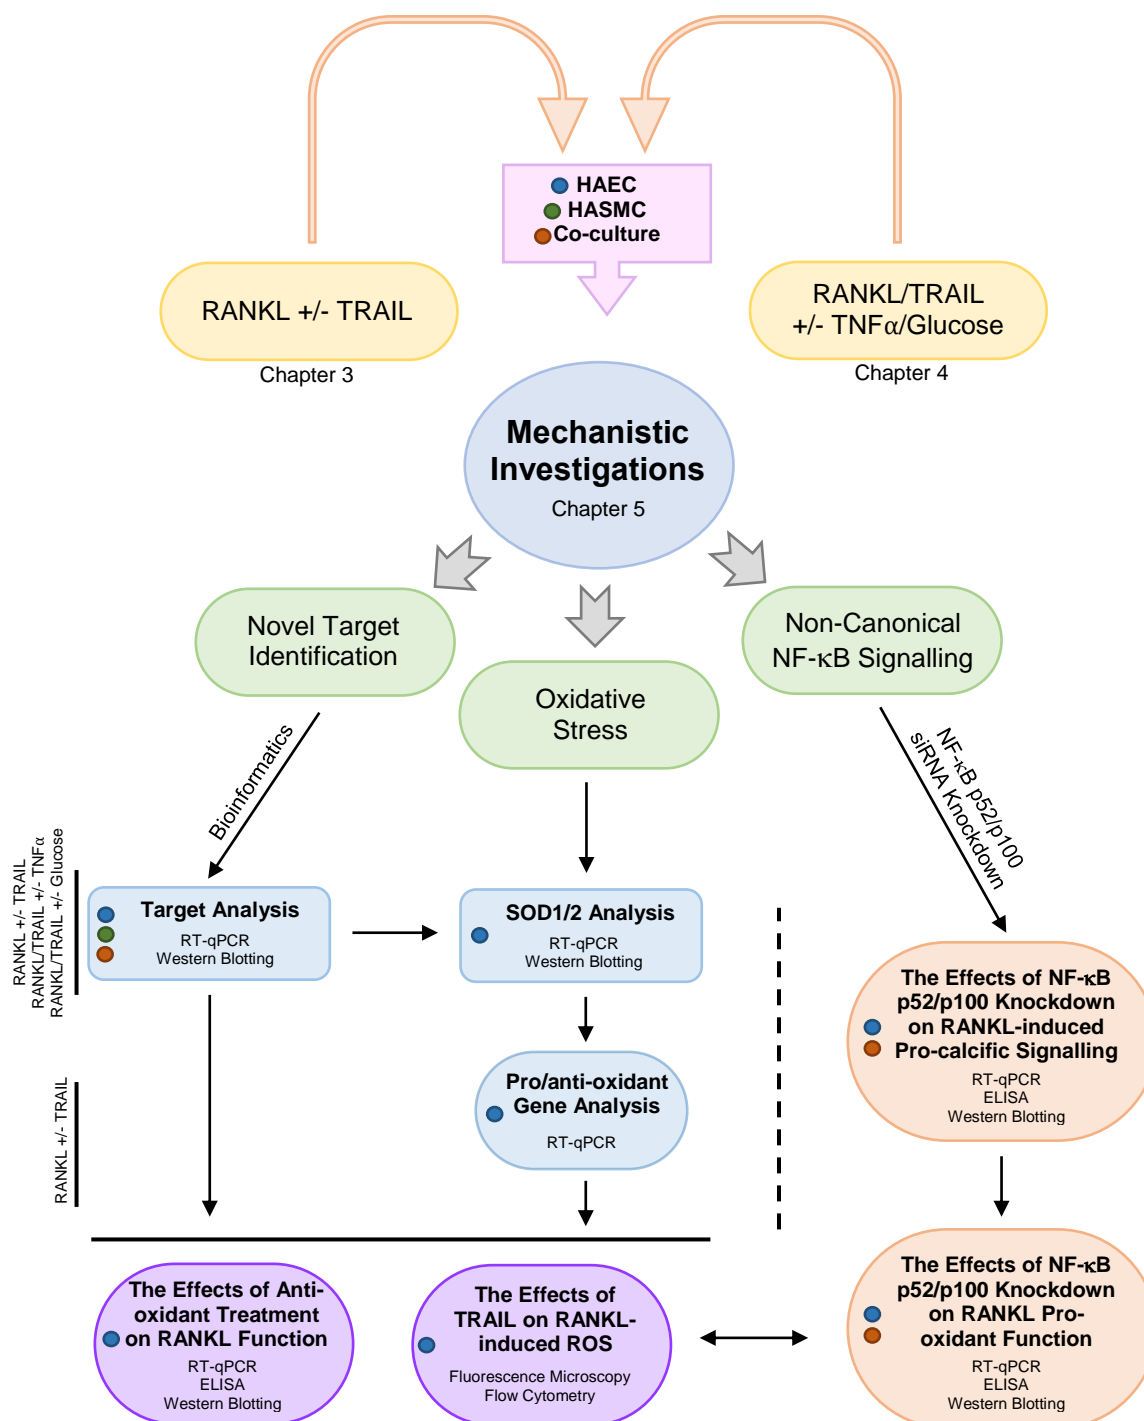 HAEC
HASMC
Co-culture
RANKL +/- TRAIL
Chapter 3
RANKL/TRAIL
+/- TNFα/Glucose
Chapter 4
Mechanistic
Investigations
Chapter 5
Novel Target
Identification
Oxidative
Stress
Non-Canonical
NF-κB Signalling
Bioinformatics
NF-κB p52/p100
siRNA Knockdown
RANKL +/- TRAIL
RANKL/TRAIL +/- TNFα
RANKL/TRAIL +/- Glucose
Target Analysis
RT-qPCR
Western Blotting
SOD1/2 Analysis
RT-qPCR
Western Blotting
The Effects of NF-κB
p52/p100 Knockdown
on RANKL-induced
Pro-calcific Signalling
RT-qPCR
ELISA
Western Blotting
RANKL +/- TRAIL
Pro/anti-oxidant
Gene Analysis
RT-qPCR
The Effects of Anti-
oxidant Treatment
on RANKL Function
RT-qPCR
ELISA
Western Blotting
The Effects of
TRAIL on RANKL-
induced ROS
Fluorescence Microscopy
Flow Cytometry
The Effects of NF-κB
p52/p100 Knockdown
on RANKL Pro-
oxidant Function
RT-qPCR
ELISA
Western Blotting